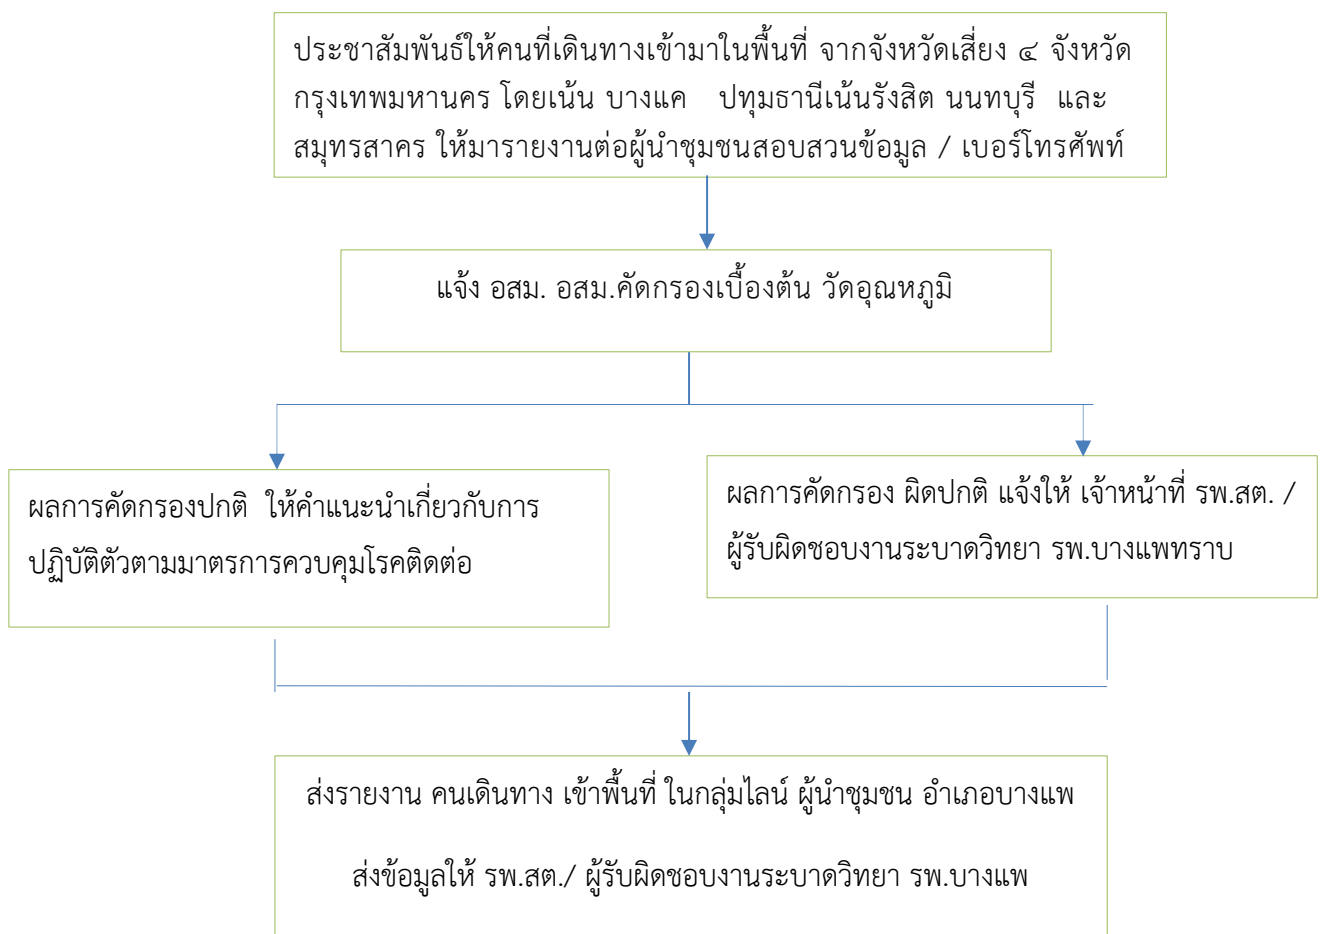 ประชาสัมพันธ์ให้คนที่เดินทางเข้ามาในพื้นที่ จากจังหวัดเสี่ยง ๔ จังหวัด
กรุงเทพมหานคร โดยเน้น บางแค ปทุมธานีเน้นรังสิต นนทบุรี และ
สมุทรสาคร ให้มารายงานต่อผู้นำชุมชนสอบสวนข้อมูล / เบอร์โทรศัพท์
แจ้ง อสม. อสม.คัดกรองเบื้องต้น วัดอุณหภูมิ
ผลการคัดกรองปกติ ให้คำแนะนำเกี่ยวกับการ
ปฏิบัติตัวตามมาตรการควบคุมโรคติดต่อ
ผลการคัดกรอง ผิดปกติ แจ้งให้ เจ้าหน้าที่ รพ.สต. /
ผู้รับผิดชอบงานระบาดวิทยา รพ.บางแพทราบ
ส่งรายงาน คนเดินทาง เข้าพื้นที่ ในกลุ่มไลน์ ผู้นำชุมชน อำเภอบางแพ
ส่งข้อมูลให้ รพ.สต./ ผู้รับผิดชอบงานระบาดวิทยา รพ.บางแพ